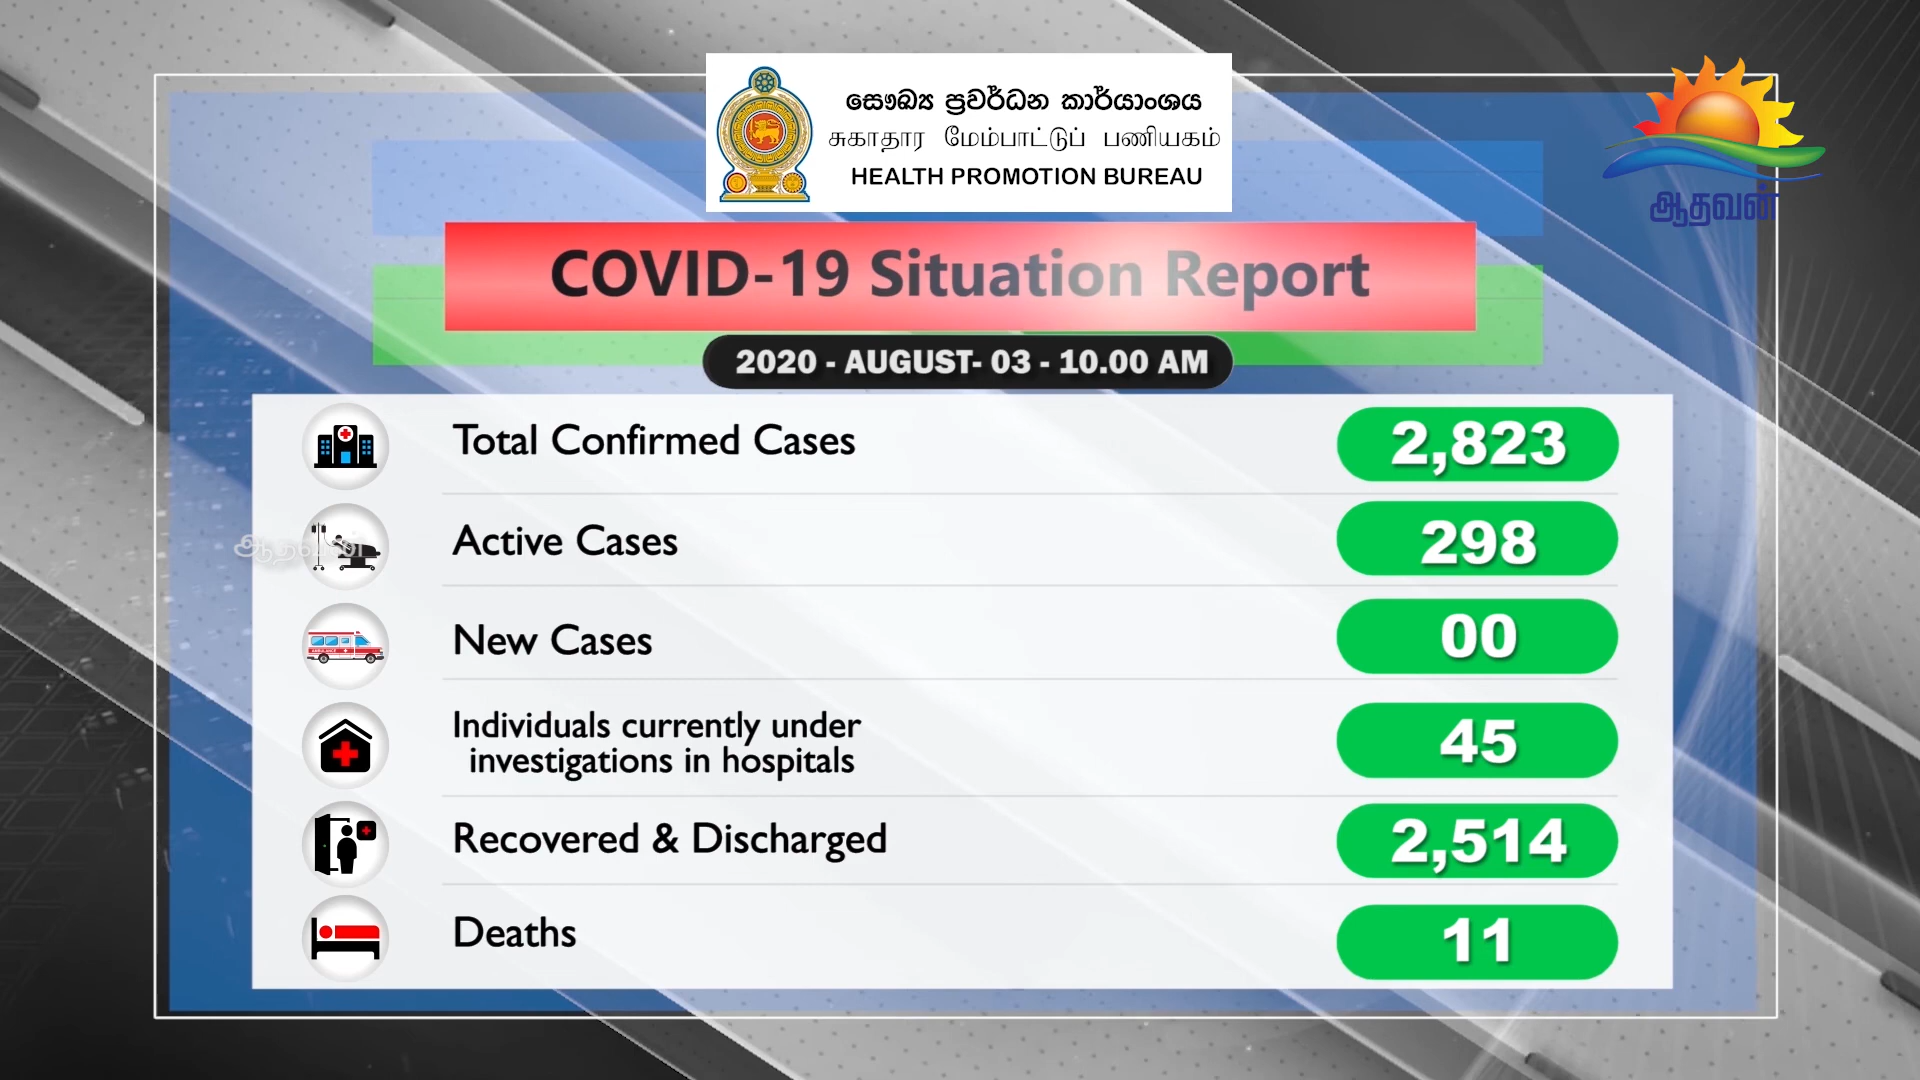 සෞඛ්‍ය ප්‍රවර්ධන කාර්යාංශය
சுகாதார மேம்பாட்டுப் பணியகம்
HEALTH PROMOTION BUREAU
ஆதவன்
COVID-19 Situation Report
2020 - AUGUST- 03 - 10.00 AM
Total Confirmed Cases 2,823
ஆதவன்
Active Cases 298
AMBULANCE
New Cases 00
Individuals currently under
investigations in hospitals 45
Recovered & Discharged 2,514
Deaths 11